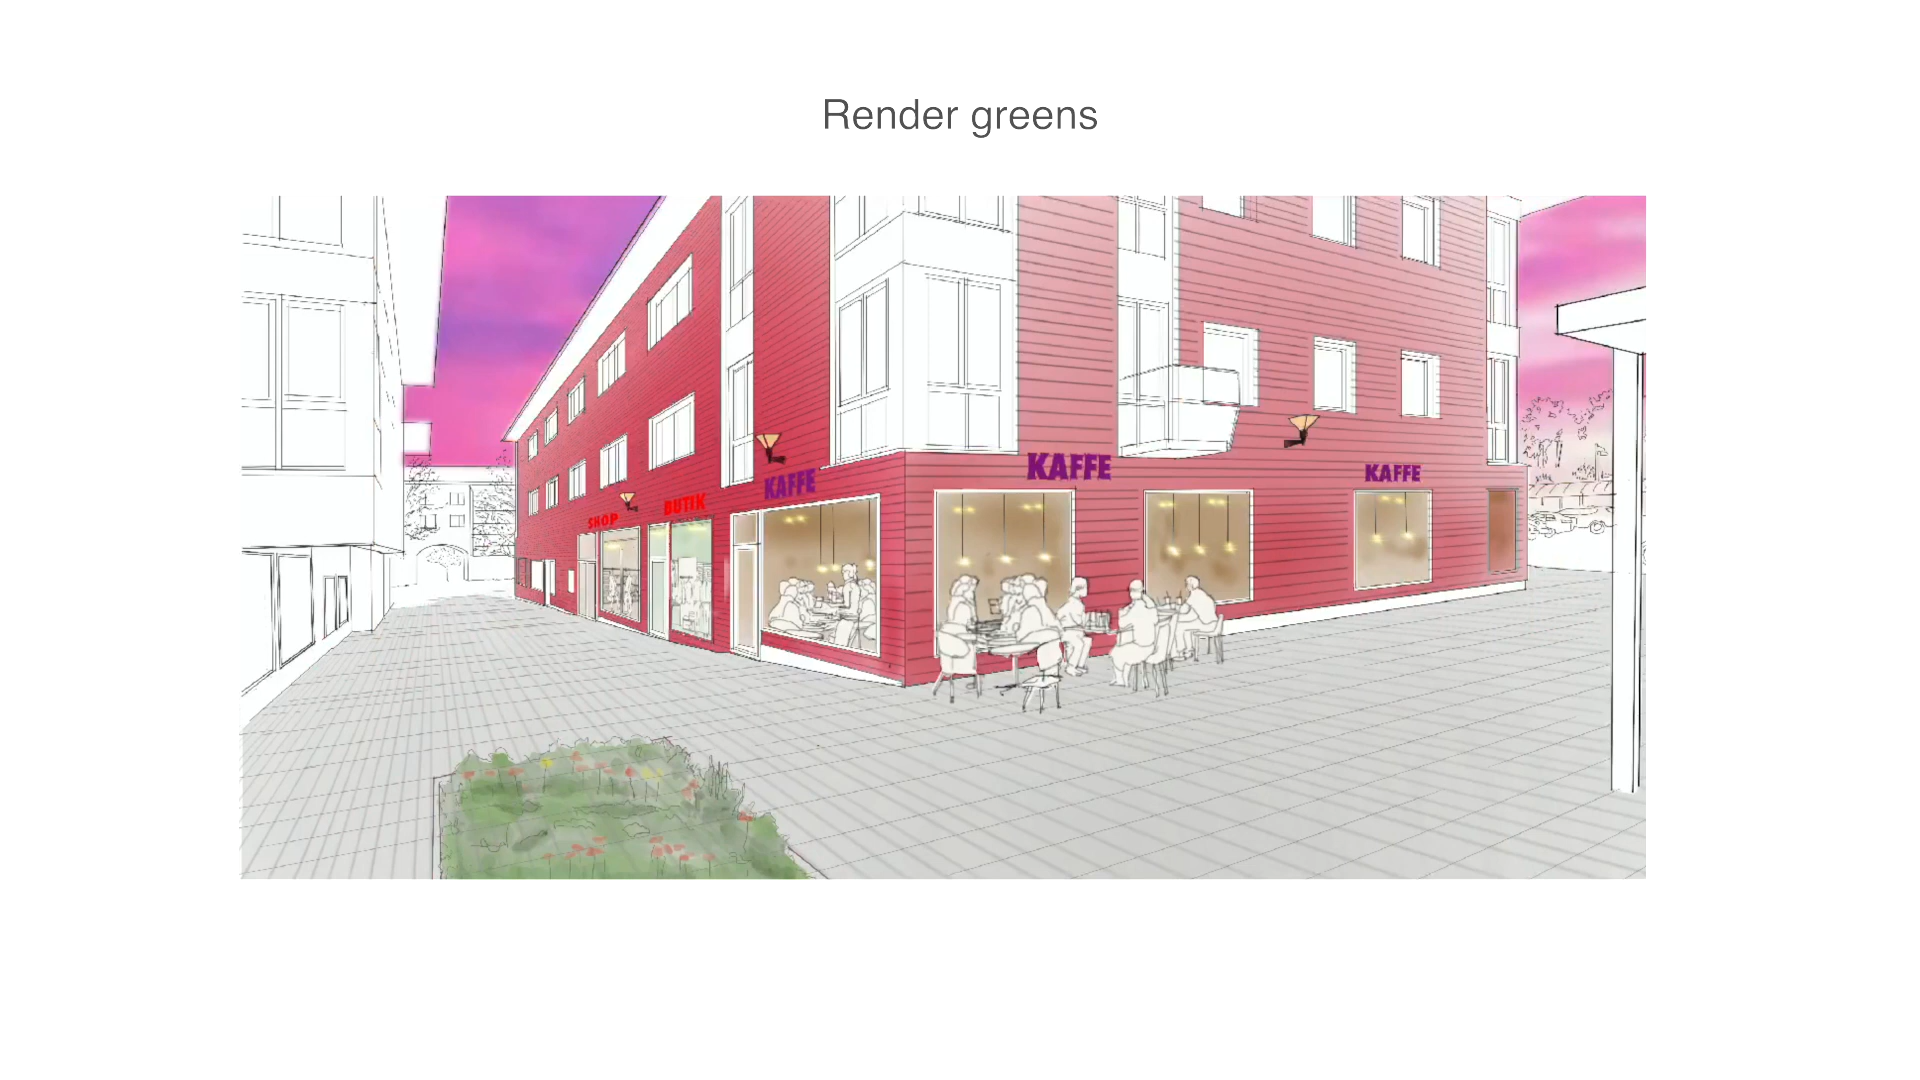 Render greens
KAFFE
KAFFE
KAFFE
BUTIK
SHOP